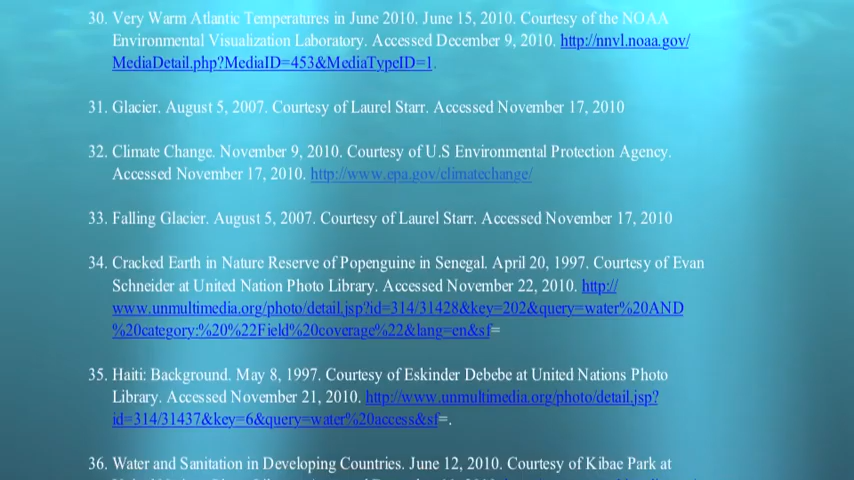 30. Very Warm Atlantic Temperatures in June 2010. June 15, 2010. Courtesy of the NOAA
Environmental Visualization Laboratory. Accessed December 9, 2010. http://nnvl.noaa.gov/
MediaDetail.php?MediaID=453&MediaTypeID=1.
31. Glacier. August 5, 2007. Courtesy of Laurel Starr. Accessed November 17, 2010
32. Climate Change. November 9, 2010. Courtesy of U.S Environmental Protection Agency.
Accessed November 17, 2010. http://www.epa.gov/climatechange/
33. Falling Glacier. August 5, 2007. Courtesy of Laurel Starr. Accessed November 17, 2010
34. Cracked Earth in Nature Reserve of Popenguine in Senegal. April 20, 1997. Courtesy of Evan
Schneider at United Nation Photo Library. Accessed November 22, 2010. http://
www.unmultimedia.org/photo/detail.jsp?id=314/31428&key=202&query=water%20AND
%20category:%20%22Field%20coverage%22&lang=en&sf=
35. Haiti: Background. May 8, 1997. Courtesy of Eskinder Debebe at United Nations Photo
Library. Accessed November 21, 2010. http://www.unmultimedia.org/photo/detail.jsp?
id=314/31437&key=6&query=water%20access&sf=.
36. Water and Sanitation in Developing Countries. June 12, 2010. Courtesy of Kibae Park at